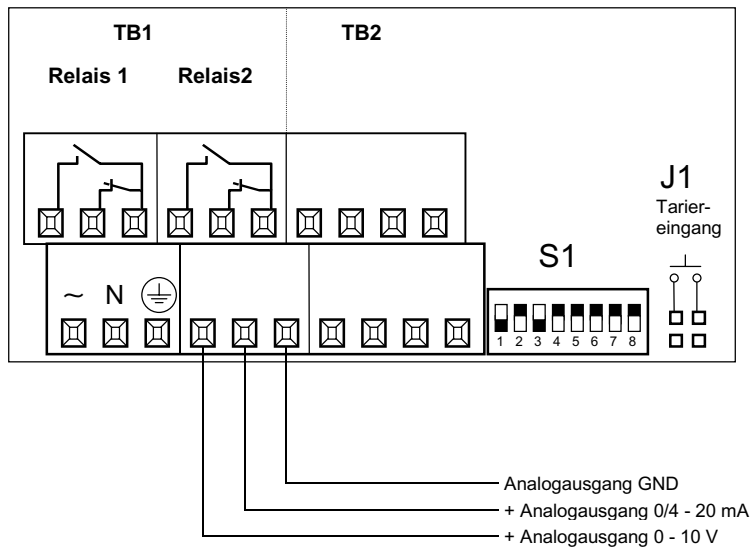 TB1 TB2
Relais 1 Relais2
J1
Tarier-
eingang
S1
~ N
1 2 3 4 5 6 7 8
Analogausgang GND
+ Analogausgang 0/4 - 20 mA
+ Analogausgang 0 - 10 V